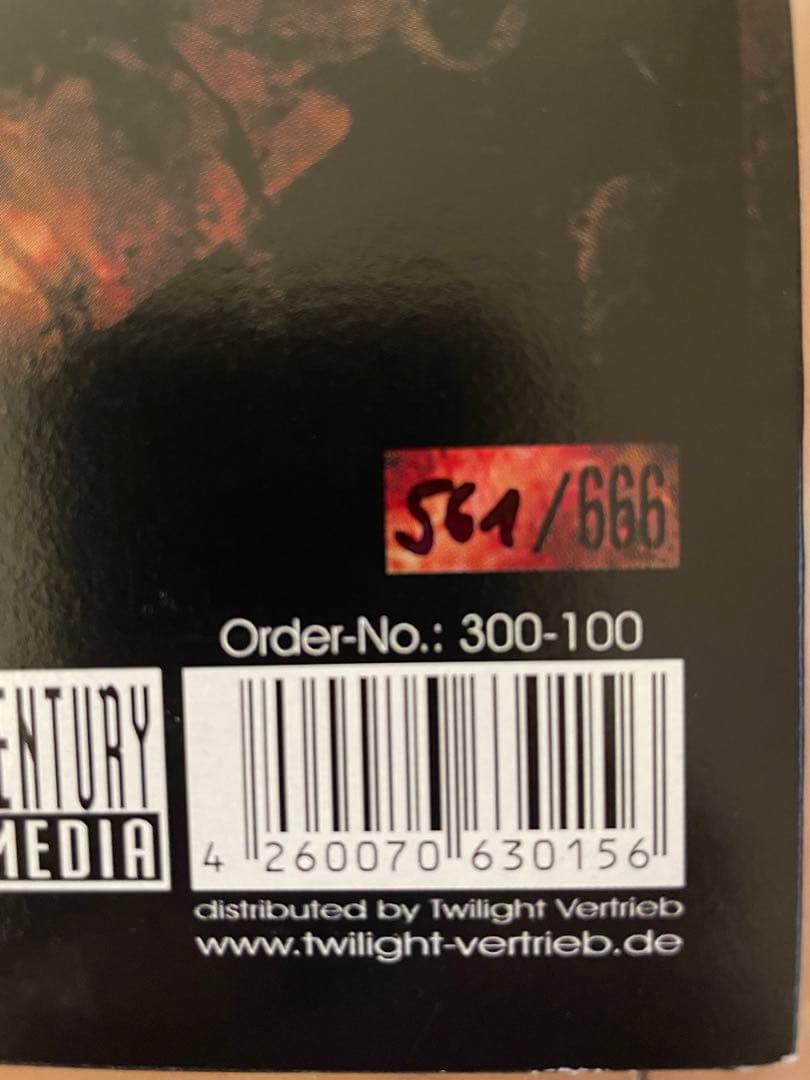 561/666
Order-No.: 300-100
ENTURY
MEDIA
4 260070 630156
distributed by Twilight Vertrieb
www.twilight-vertrieb.de